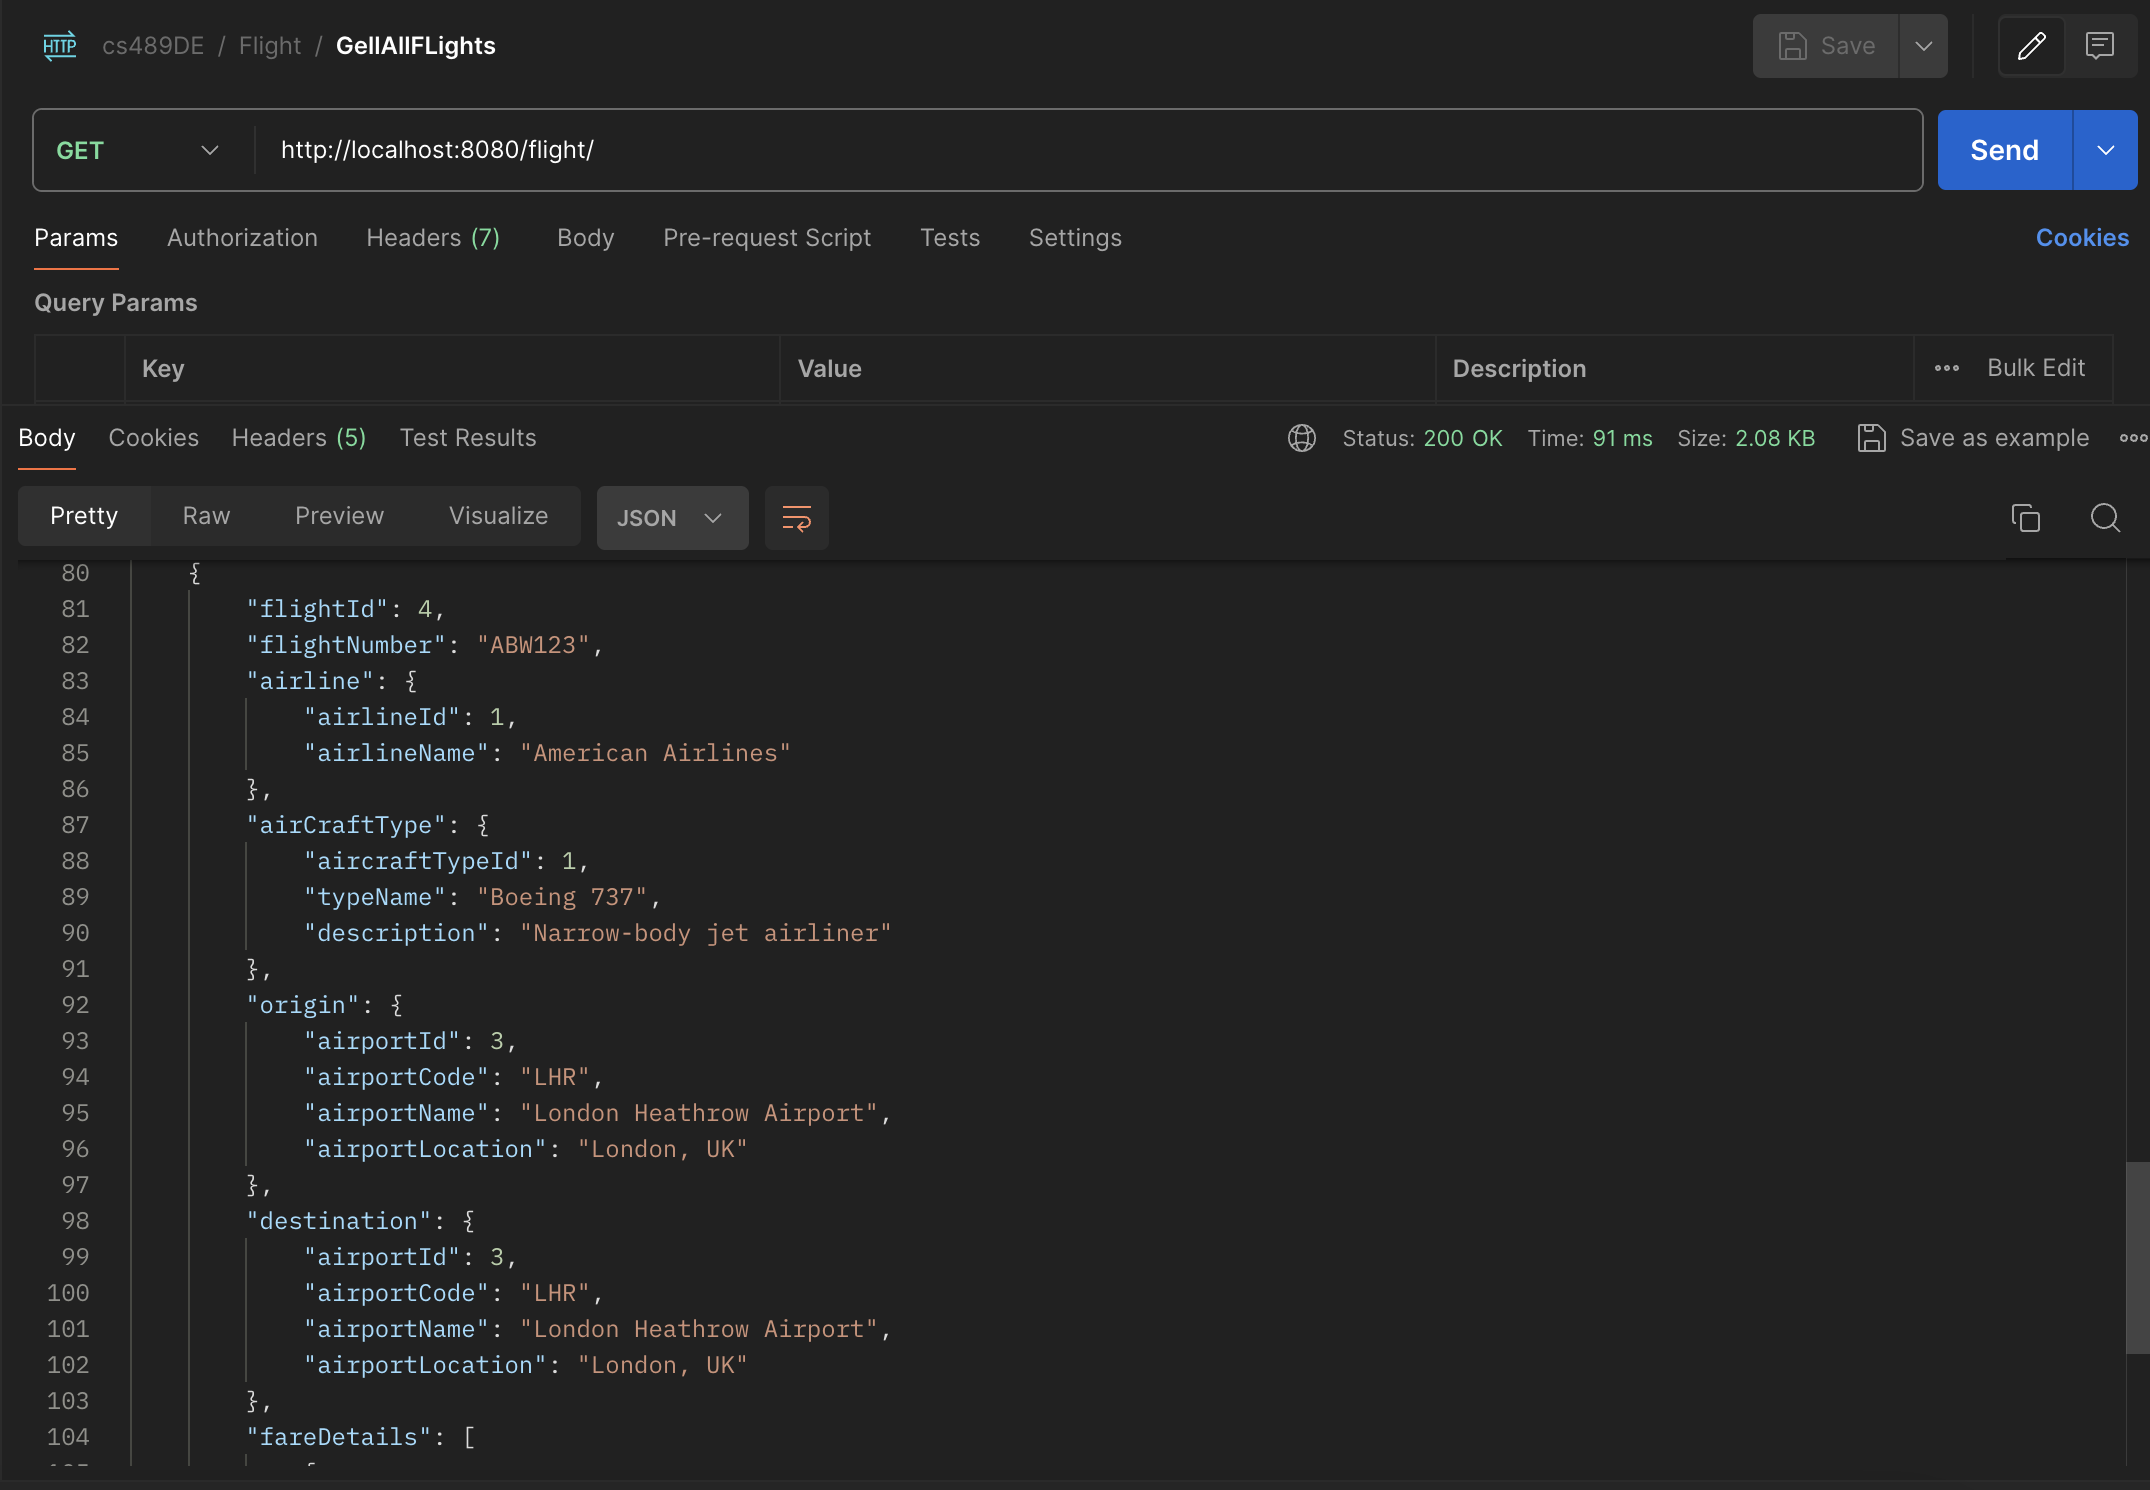 HTTP cs489DE / Flight / GellAllFLights Save
GET http://localhost:8080/flight/ Send
Params Authorization Headers (7) Body Pre-request Script Tests Settings Cookies
Query Params
Key Value Description Bulk Edit
Body Cookies Headers (5) Test Results Status: 200 OK Time: 91 ms Size: 2.08 KB Save as example
Pretty Raw Preview Visualize JSON
80 {
81 "flightId": 4,
82 "flightNumber": "ABW123",
83 "airline": {
84 "airlineId": 1,
85 "airlineName": "American Airlines"
86 },
87 "airCraftType": {
88 "aircraftTypeId": 1,
89 "typeName": "Boeing 737",
90 "description": "Narrow-body jet airliner"
91 },
92 "origin": {
93 "airportId": 3,
94 "airportCode": "LHR",
95 "airportName": "London Heathrow Airport",
96 "airportLocation": "London, UK"
97 },
98 "destination": {
99 "airportId": 3,
100 "airportCode": "LHR",
101 "airportName": "London Heathrow Airport",
102 "airportLocation": "London, UK"
103 },
104 "fareDetails": [